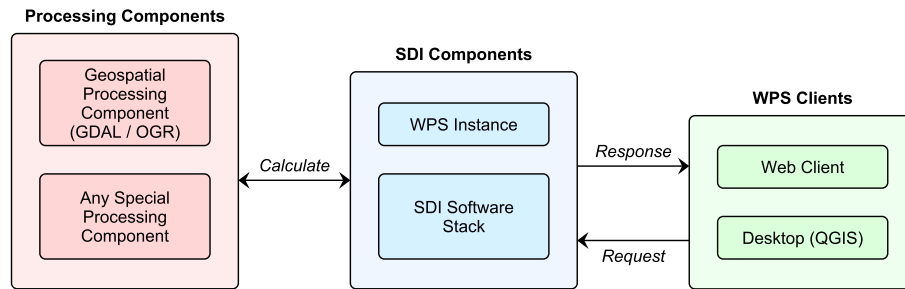 Processing Components
Geospatial
Processing
Component
(GDAL / OGR)
Any Special
Processing
Component
Calculate
SDI Components
WPS Instance
SDI Software
Stack
Response
Request
WPS Clients
Web Client
Desktop (QGIS)